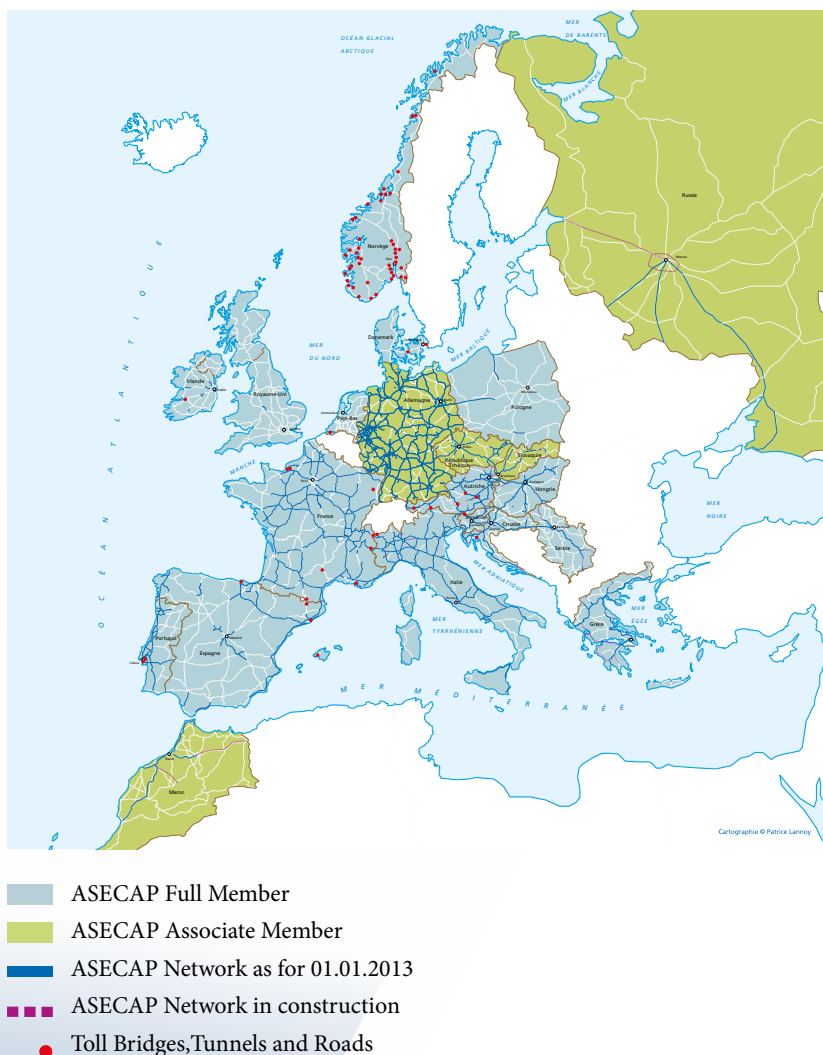 OCÉAN GLACIAL
ARCTIQUE
MER
DE BARENTS
MER BLANCHE
Russie
Norvège
OCÉAN ATLANTIQUE
MER
DU NORD
MER BALTIQUE
Danemark
Irlande
Royaume-Uni
Pays Bas
Allemagne
Pologne
MANCHE
République
Tchèque
Slovaquie
France
Autriche
Hongrie
Croatie
Serbie
MER
NOIRE
Italie
MER ADRIATIQUE
MER
TYRRHÉNIENNE
Grèce
MER
ÉGÉE
Portugal
Espagne
MER MÉDITERRANÉE
Maroc
Cartographie © Patrice Lannoy
ASECAP Full Member
ASECAP Associate Member
ASECAP Network as for 01.01.2013
ASECAP Network in construction
Toll Bridges,Tunnels and Roads